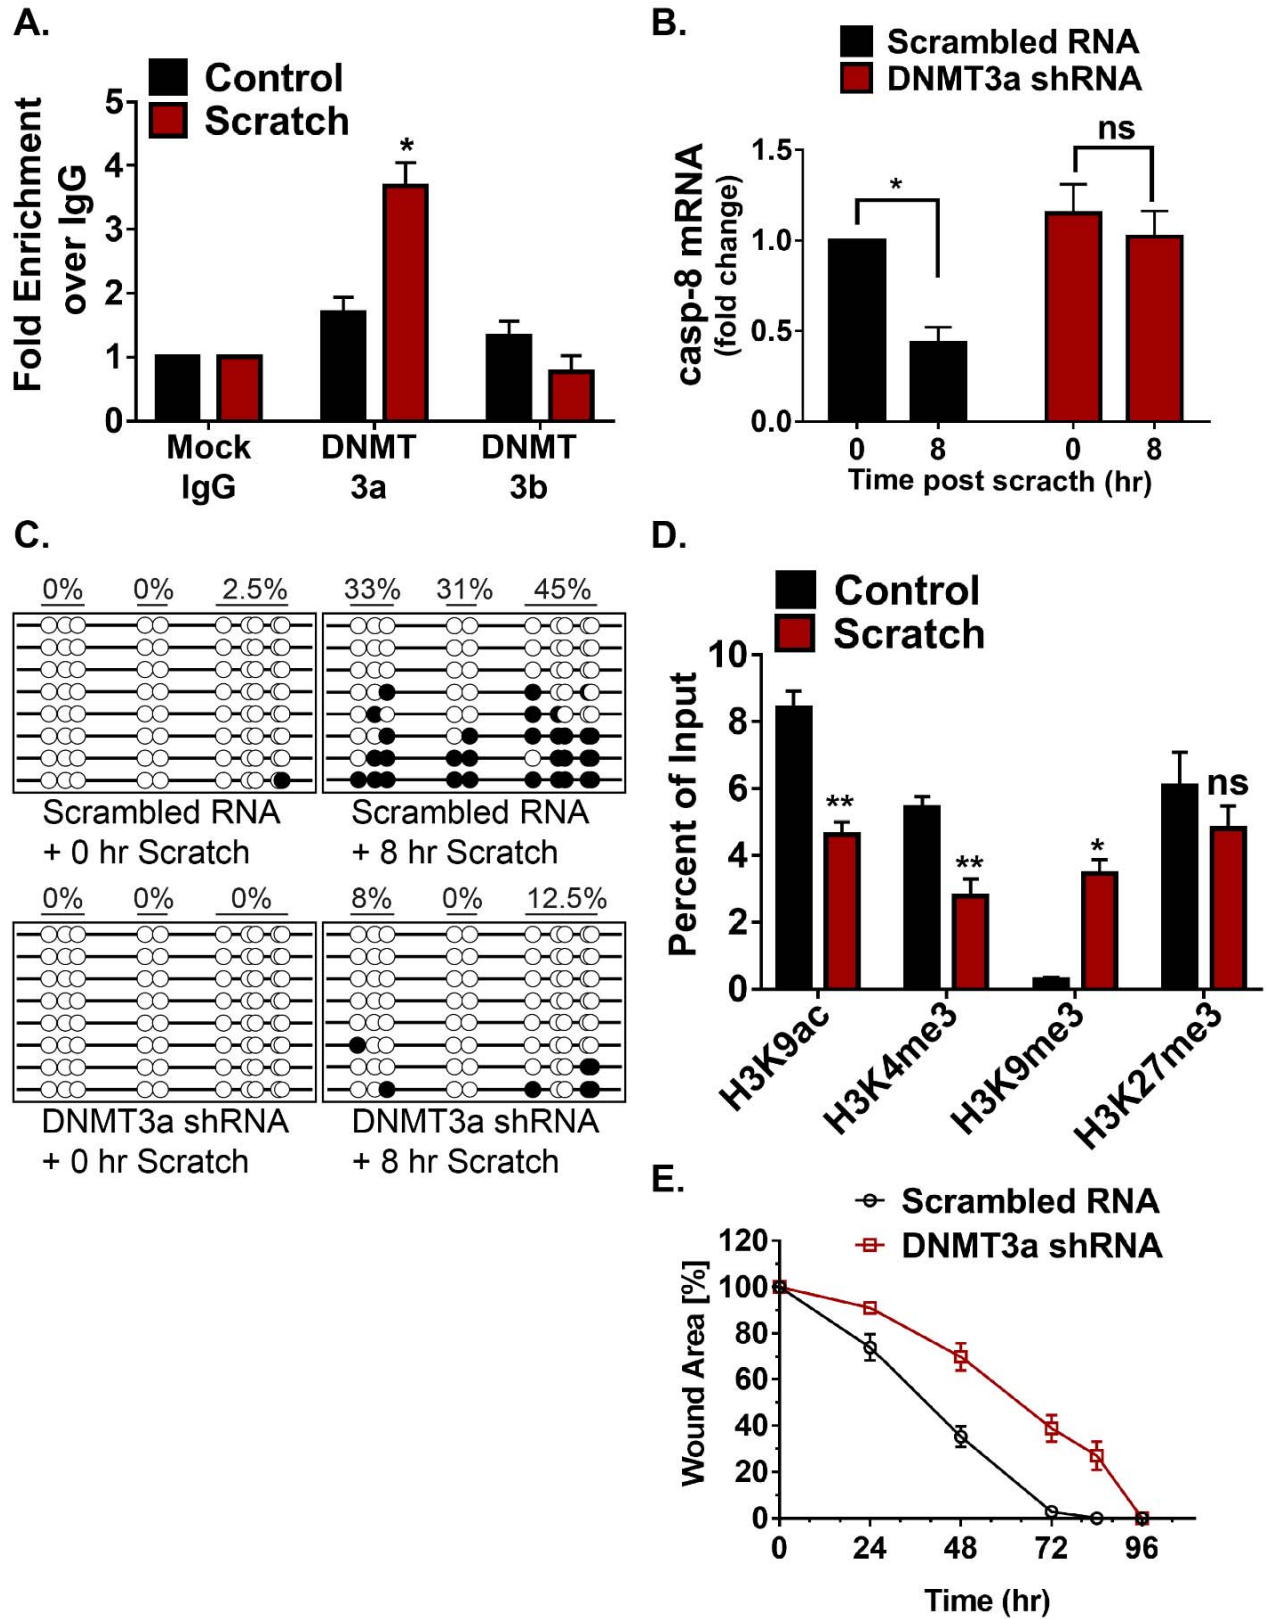 A.
Control
Scratch
Fold Enrichment
over IgG
5
4
3
2
1
0
*
Mock
IgG
DNMT
3a
DNMT
3b
B.
Scrambled RNA
DNMT3a shRNA
casp-8 mRNA
(fold change)
1.5
1.0
0.5
0.0
*
ns
0 8 0 8
Time post scracth (hr)
C.
0% 0% 2.5%
33% 31% 45%
Scrambled RNA
+ 0 hr Scratch
Scrambled RNA
+ 8 hr Scratch
0% 0% 0%
8% 0% 12.5%
DNMT3a shRNA
+ 0 hr Scratch
DNMT3a shRNA
+ 8 hr Scratch
D.
Control
Scratch
Percent of Input
10
8
6
4
2
0
**
**
*
ns
H3K9ac
H3K4me3
H3K9me3
H3K27me3
E.
Scrambled RNA
DNMT3a shRNA
Wound Area [%]
120
100
80
60
40
20
0
0 24 48 72 96
Time (hr)